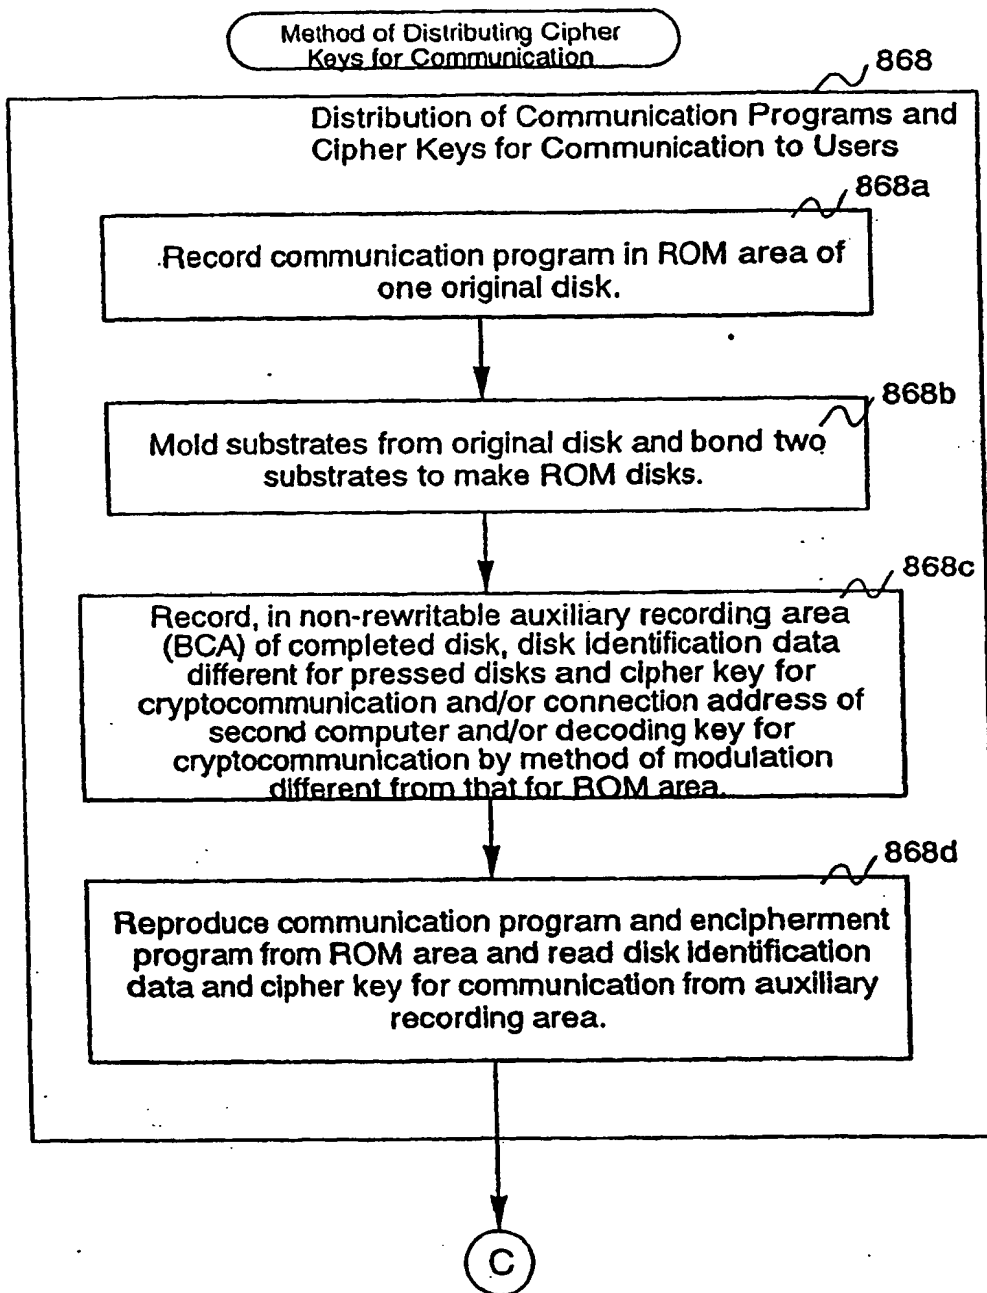 Method of Distributing Cipher
Keys for Communication
868
Distribution of Communication Programs and
Cipher Keys for Communication to Users
868a
Record communication program in ROM area of
one original disk.
868b
Mold substrates from original disk and bond two
substrates to make ROM disks.
868c
Record, in non-rewritable auxiliary recording area
(BCA) of completed disk, disk identification data
different for pressed disks and cipher key for
cryptocommunication and/or connection address of
second computer and/or decoding key for
cryptocommunication by method of modulation
different from that for ROM area.
868d
Reproduce communication program and encipherment
program from ROM area and read disk identification
data and cipher key for communication from auxiliary
recording area.
C